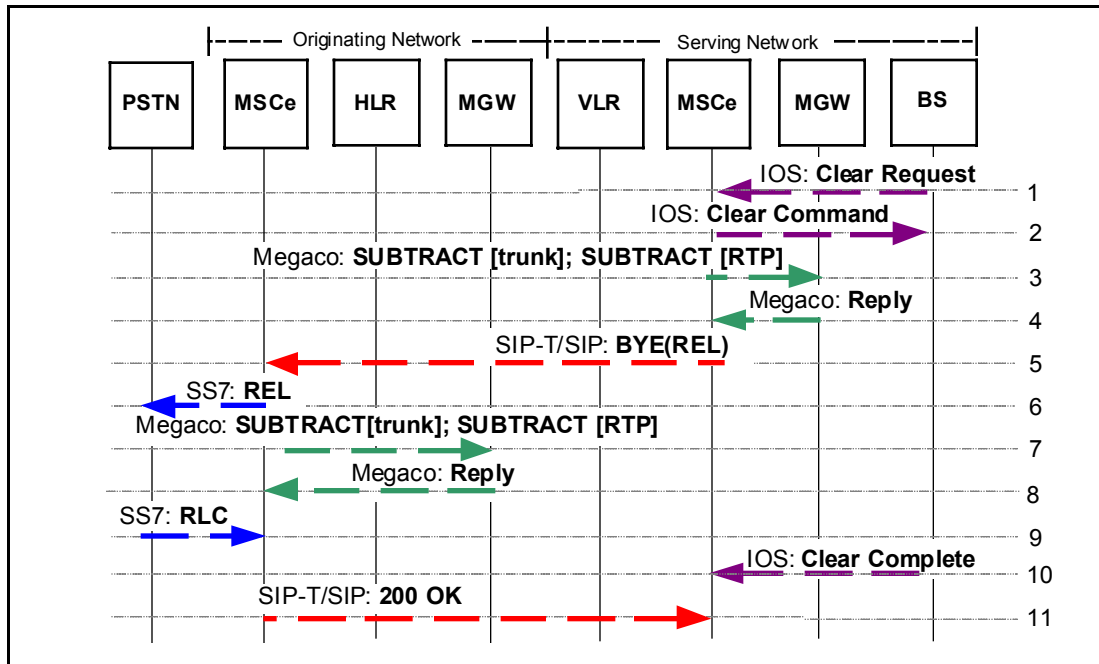 Originating Network
Serving Network
PSTN MSCe HLR MGW VLR MSCe MGW BS
IOS: Clear Request
1
IOS: Clear Command
2
Megaco: SUBTRACT [trunk]; SUBTRACT [RTP]
3
Megaco: Reply
4
SIP-T/SIP: BYE(REL)
5
SS7: REL
6
Megaco: SUBTRACT[trunk]; SUBTRACT [RTP]
7
Megaco: Reply
8
SS7: RLC
9
IOS: Clear Complete
10
SIP-T/SIP: 200 OK
11